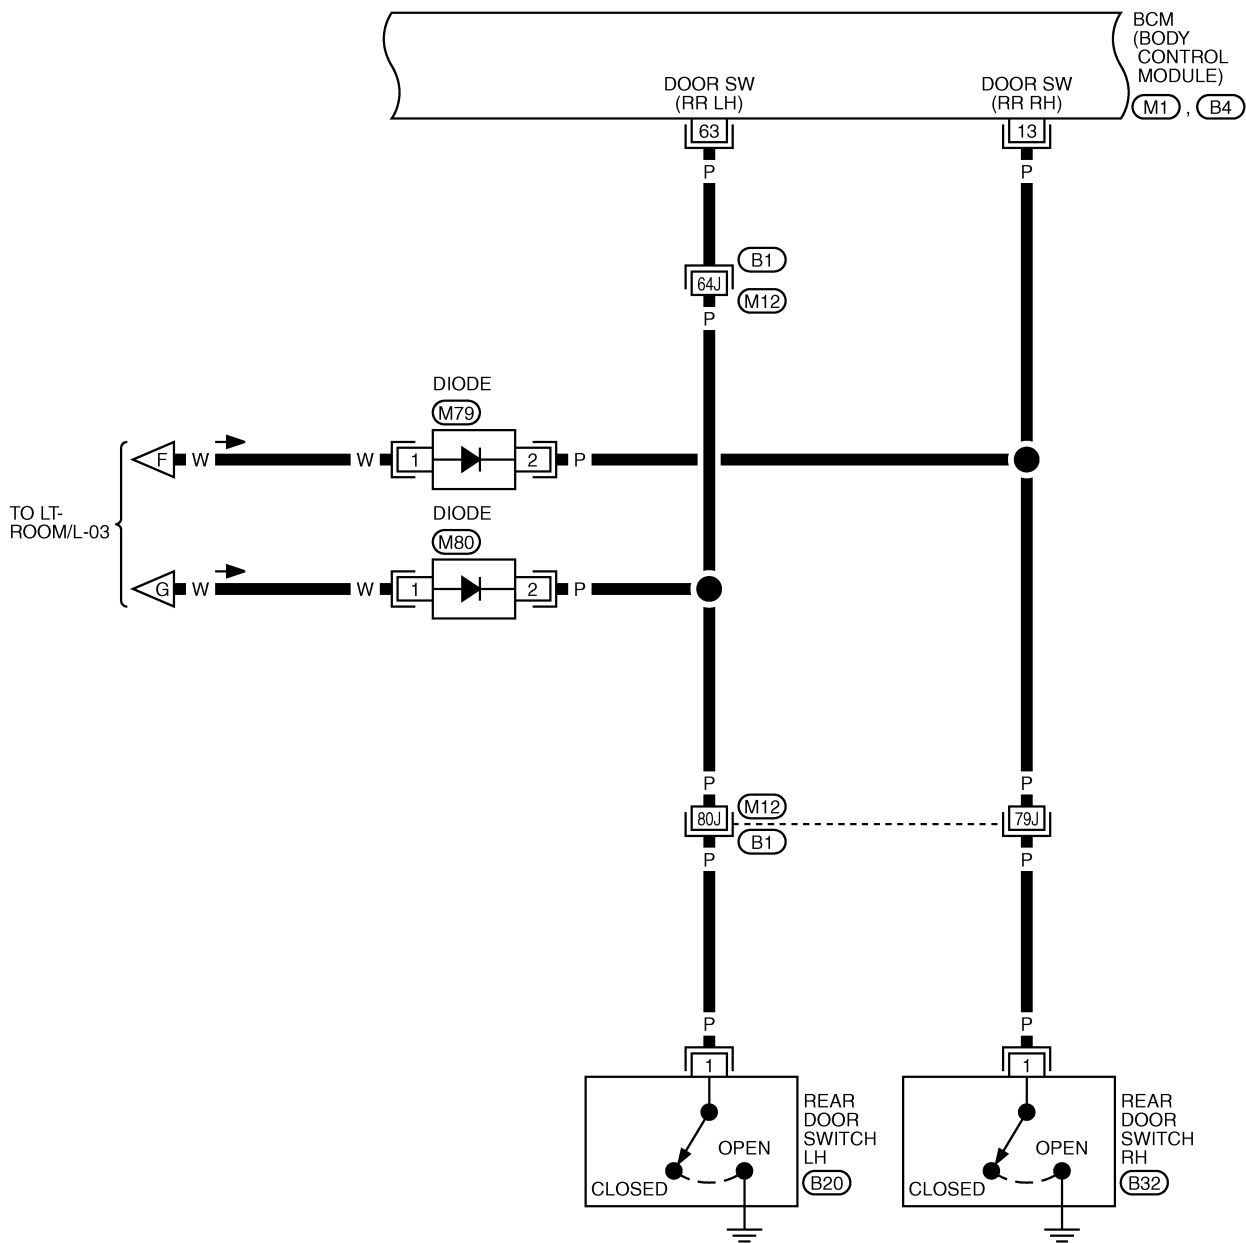 BCM
(BODY
CONTROL
MODULE)
M1 , B4
DOOR SW
(RR LH)
DOOR SW
(RR RH)
63
13
P
P
B1
64J
M12
P
DIODE
M79
F
W
W
1
2
P
TO LT-
ROOM/L-03
DIODE
M80
G
W
W
1
2
P
P
P
80J
M12
79J
B1
P
P
P
P
1
1
OPEN
CLOSED
REAR
DOOR
SWITCH
LH
B20
OPEN
CLOSED
REAR
DOOR
SWITCH
RH
B32